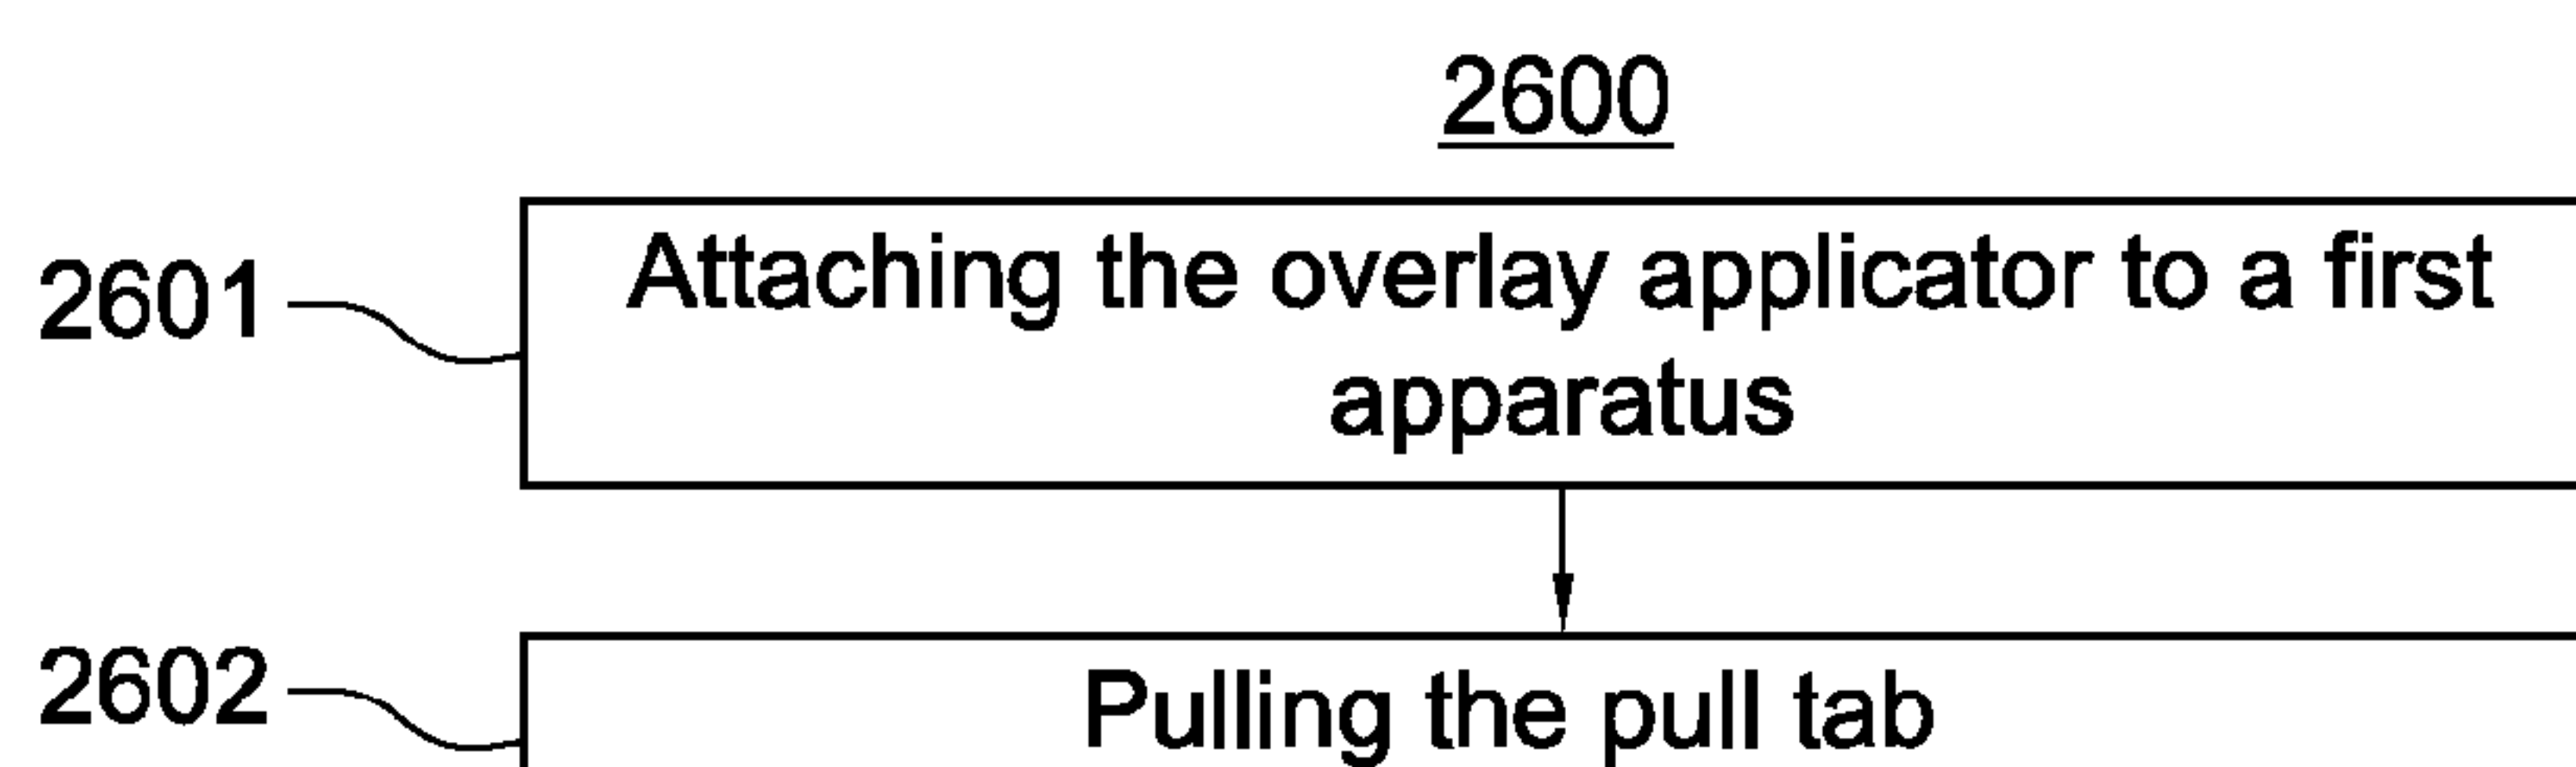 2600
2601
Attaching the overlay applicator to a first
apparatus
2602
Pulling the pull tab